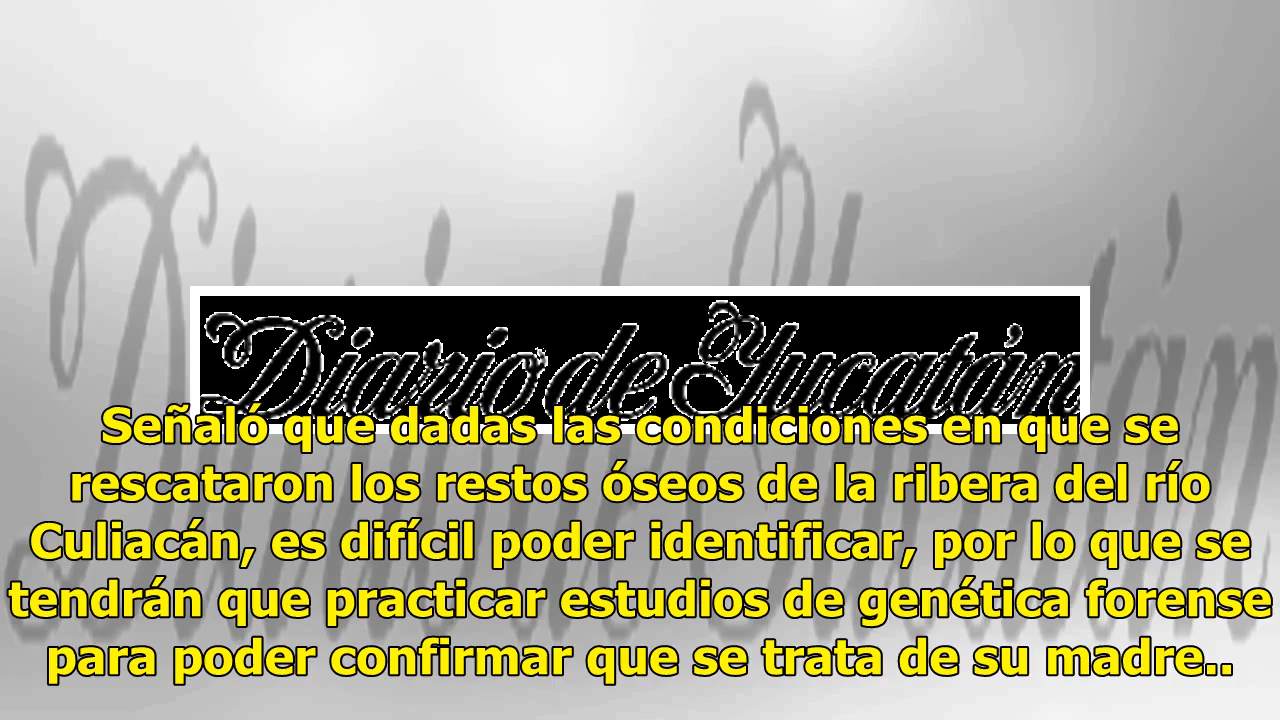 Diario de Yucatán
Señaló que dadas las condiciones en que se
rescataron los restos óseos de la ribera del río
Culiacán, es difícil poder identificar, por lo que se
tendrán que practicar estudios de genética forense
para poder confirmar que se trata de su madre..